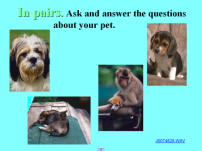 In pairs. Ask and answer the questions
about your pet.